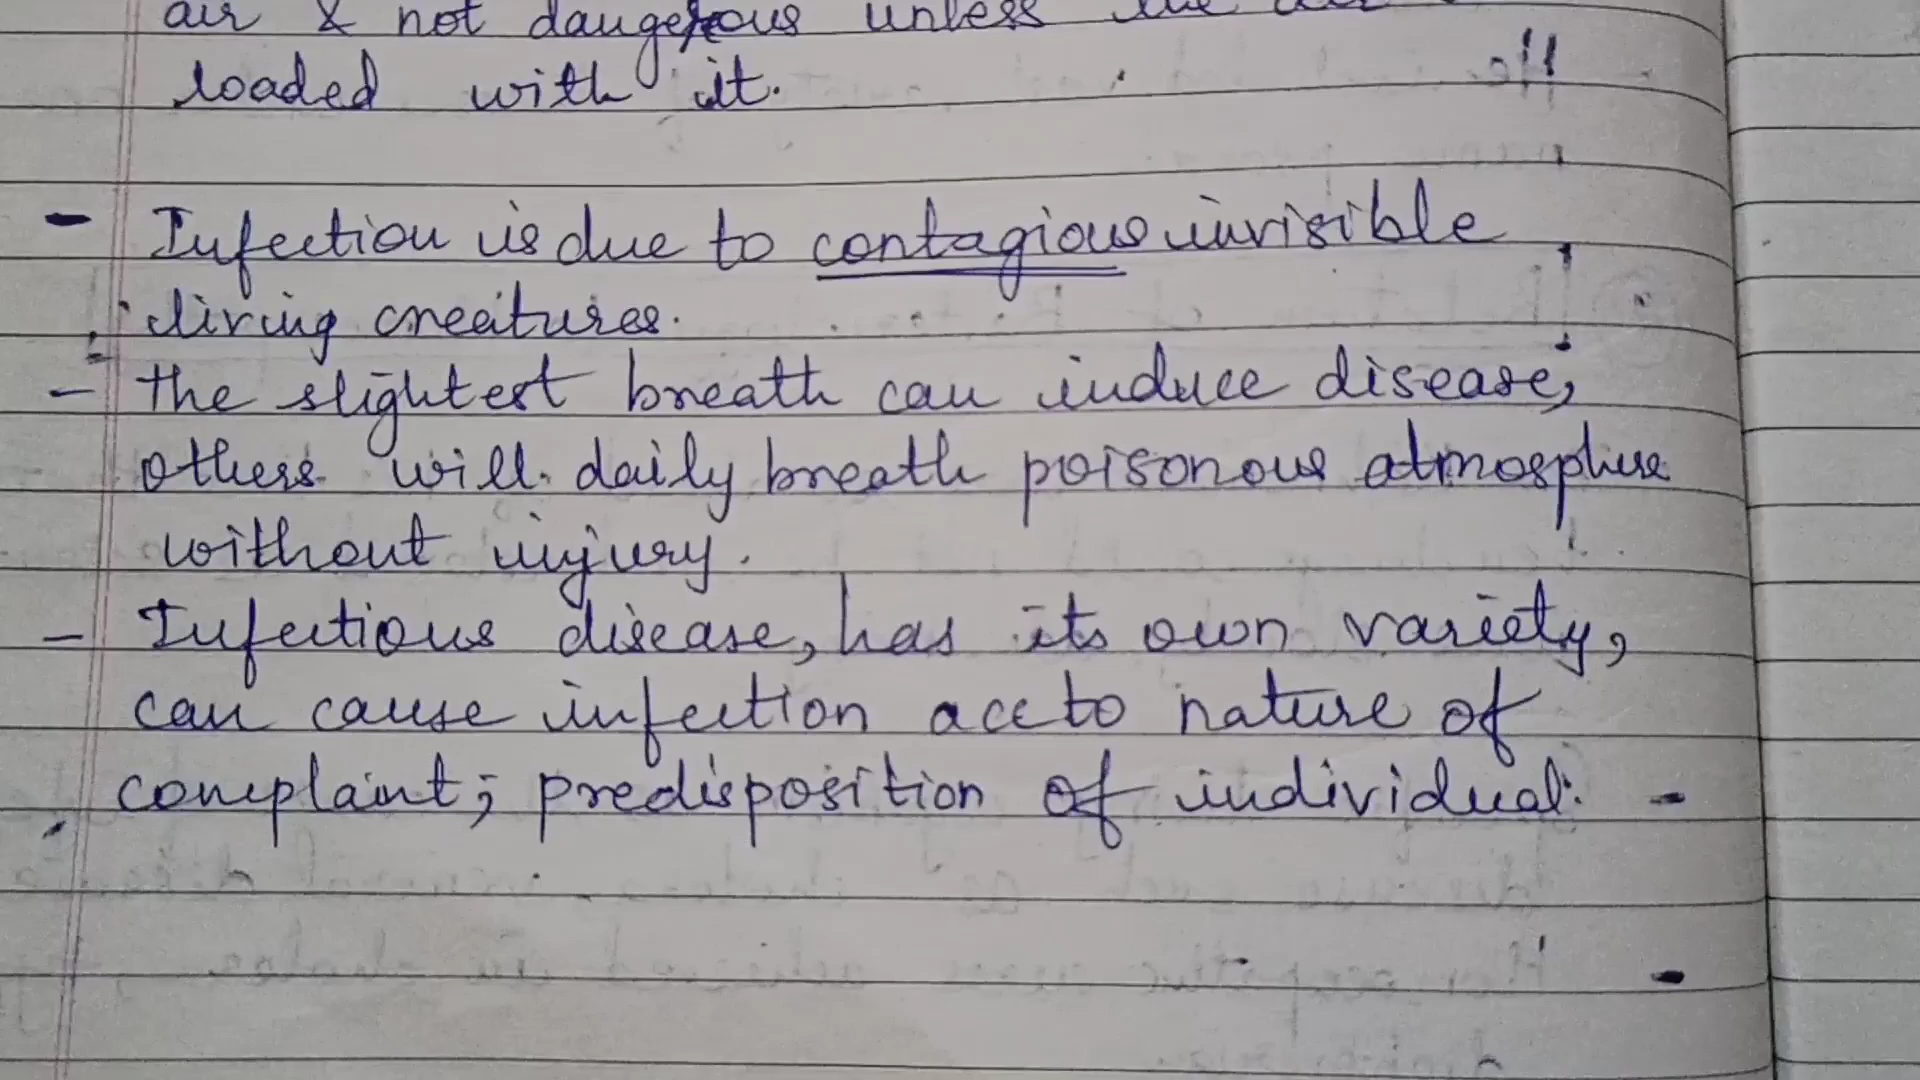 air & not dangerous unless the air
loaded with it.
- Infection is due to contagious invisible
living creatures.
- the slightest breath can induce disease,
others will daily breath poisonous atmosphere
without injury.
- Infectious disease, has its own variety,
can cause infection acc to nature of
complaint; predisposition of individual.